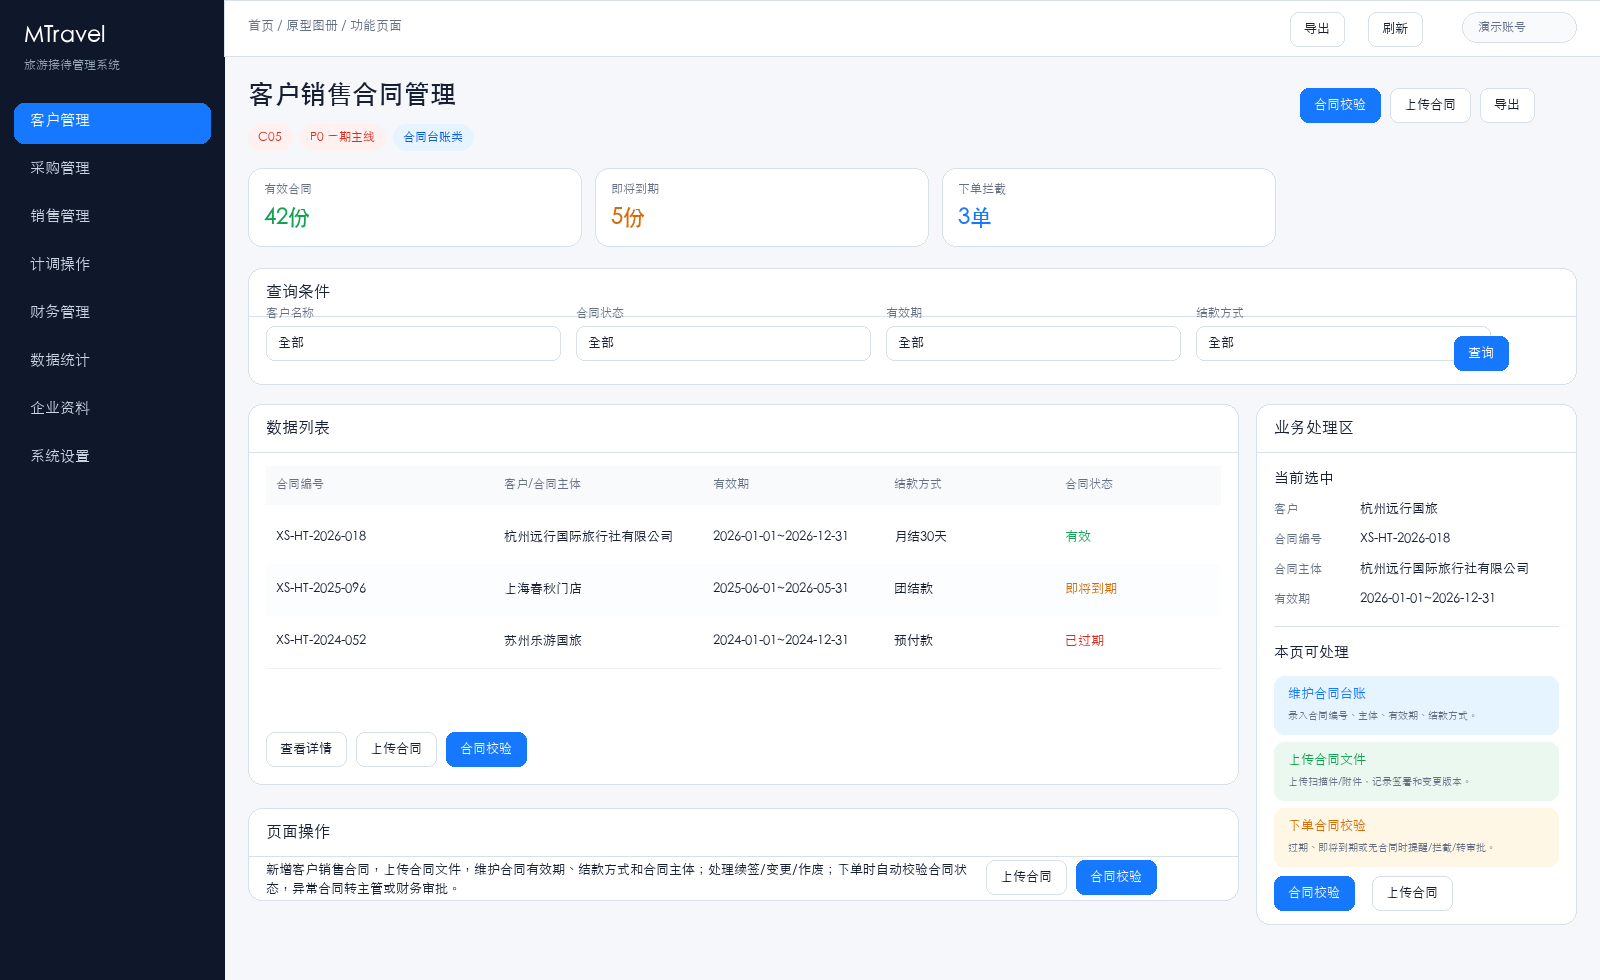 MTravel
旅游接待管理系统
客户管理
采购管理
销售管理
计调操作
财务管理
数据统计
企业资料
系统设置
首页 / 原型图册 / 功能页面
导出
刷新
演示账号
客户销售合同管理
合同校验
上传合同
导出
C05
P0 一期主线
合同台账类
有效合同
42份
即将到期
5份
下单拦截
3单
查询条件
客户名称
合同状态
有效期
结款方式
全部
全部
全部
全部
查询
数据列表
合同编号 客户/合同主体 有效期 结款方式 合同状态
XS-HT-2026-018 杭州远行国际旅行社有限公司 2026-01-01~2026-12-31 月结30天 有效
XS-HT-2025-096 上海春秋门店 2025-06-01~2026-05-31 团结款 即将到期
XS-HT-2024-052 苏州乐游国旅 2024-01-01~2024-12-31 预付款 已过期
查看详情
上传合同
合同校验
页面操作
新增客户销售合同，上传合同文件，维护合同有效期、结款方式和合同主体；处理续签/变更/作废；下单时自动校验合同状
态，异常合同转主管或财务审批。
上传合同
合同校验
业务处理区
当前选中
客户 杭州远行国旅
合同编号 XS-HT-2026-018
合同主体 杭州远行国际旅行社有限公司
有效期 2026-01-01~2026-12-31
本页可处理
维护合同台账
录入合同编号、主体、有效期、结款方式。
上传合同文件
上传扫描件/附件，记录签署和变更版本。
下单合同校验
过期、即将到期或无合同时提醒/拦截/转审批。
合同校验
上传合同